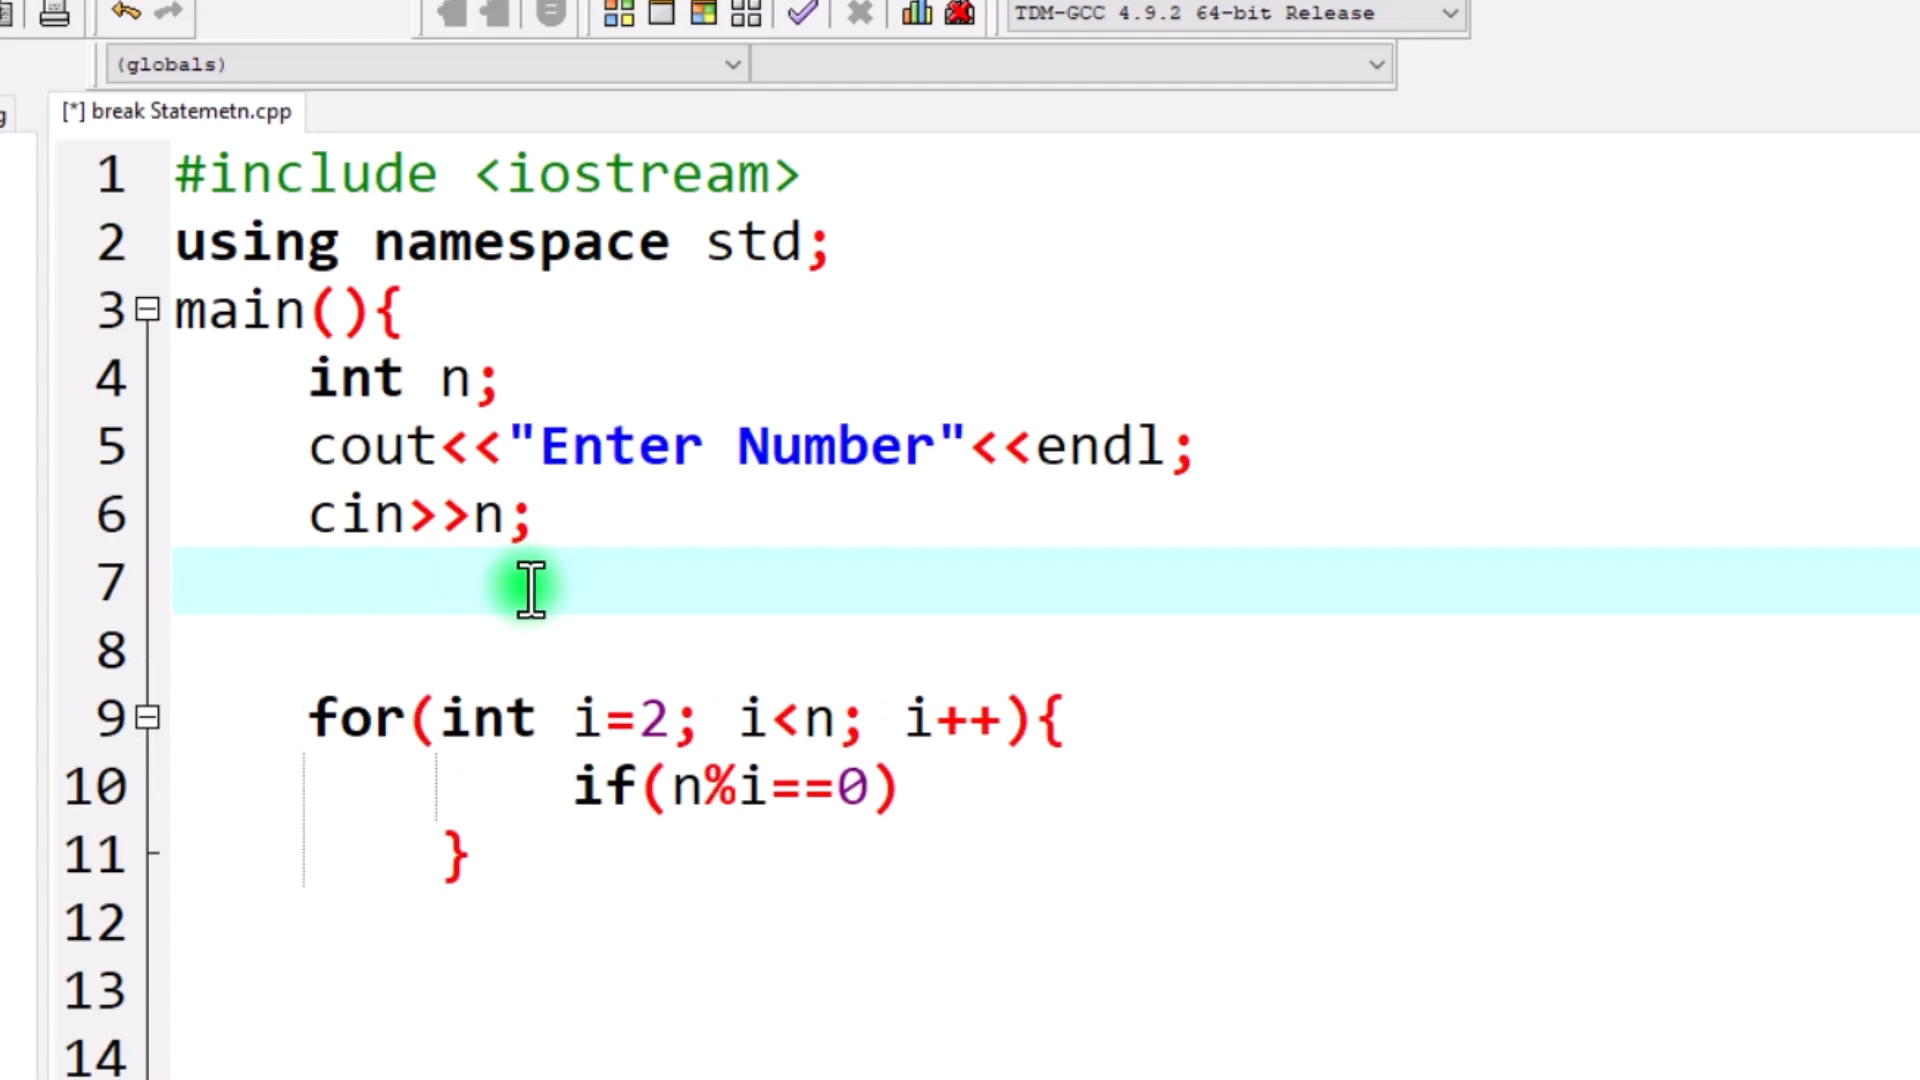 TDM-GCC 4.9.2 64-bit Release
(globals)
[*] break Statemetn.cpp
1 #include <iostream>
2 using namespace std;
3 main(){
4 int n;
5 cout<<"Enter Number"<<endl;
6 cin>>n;
7
8
9 for(int i=2; i<n; i++){
10 if(n%i==0)
11 }
12
13
14